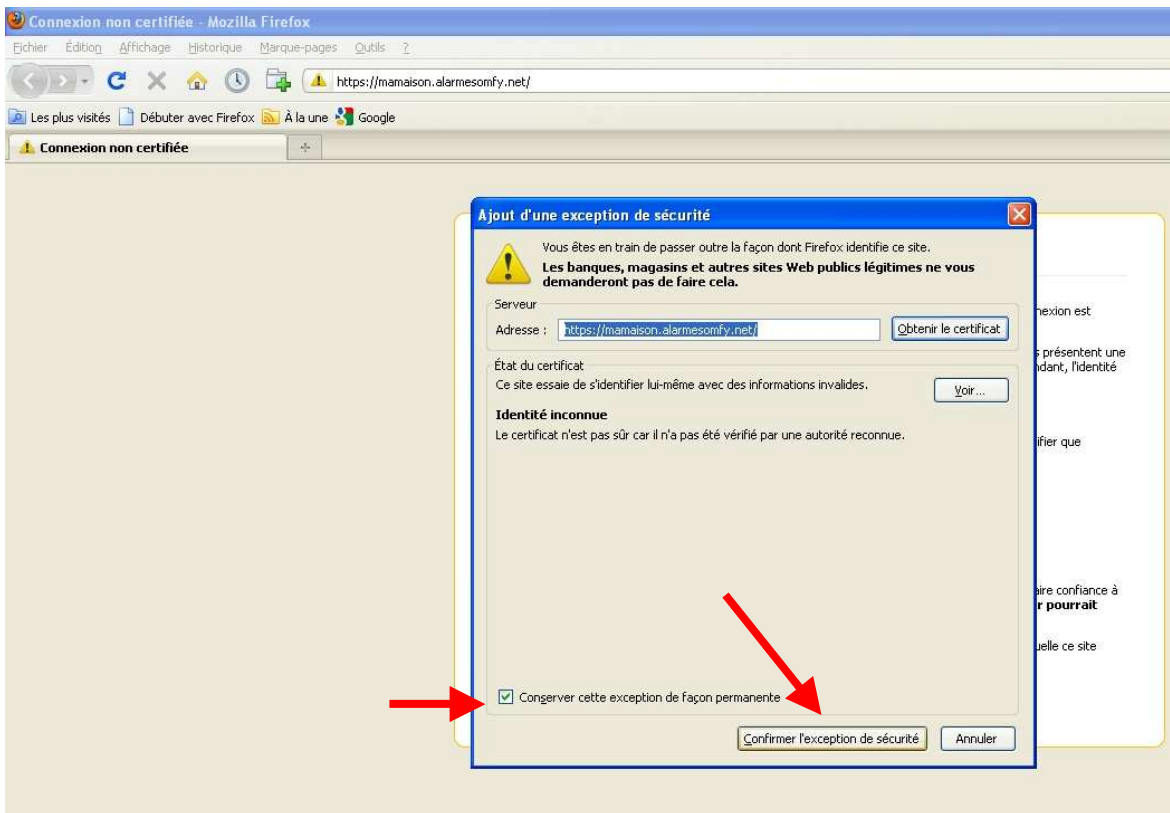 Connexion non certifiée - Mozilla Firefox
Fichier Édition Affichage Historique Marque-pages Outils ?
https://mamaison.alarmesomfy.net/
Les plus visités Débuter avec Firefox À la une Google
Connexion non certifiée
Ajout d'une exception de sécurité
Vous êtes en train de passer outre la façon dont Firefox identifie ce site.
Les banques, magasins et autres sites Web publics légitimes ne vous
demanderont pas de faire cela.
Serveur
Adresse : https://mamaison.alarmesomfy.net/ Obtenir le certificat
État du certificat
Ce site essaie de s'identifier lui-même avec des informations invalides. Voir...
Identité inconnue
Le certificat n'est pas sûr car il n'a pas été vérifié par une autorité reconnue.
Conserver cette exception de façon permanente
Confirmer l'exception de sécurité Annuler
nexion est
s présentent une
ndant, l'identité
ifier que
aire confiance à
r pourrait
uelle ce site